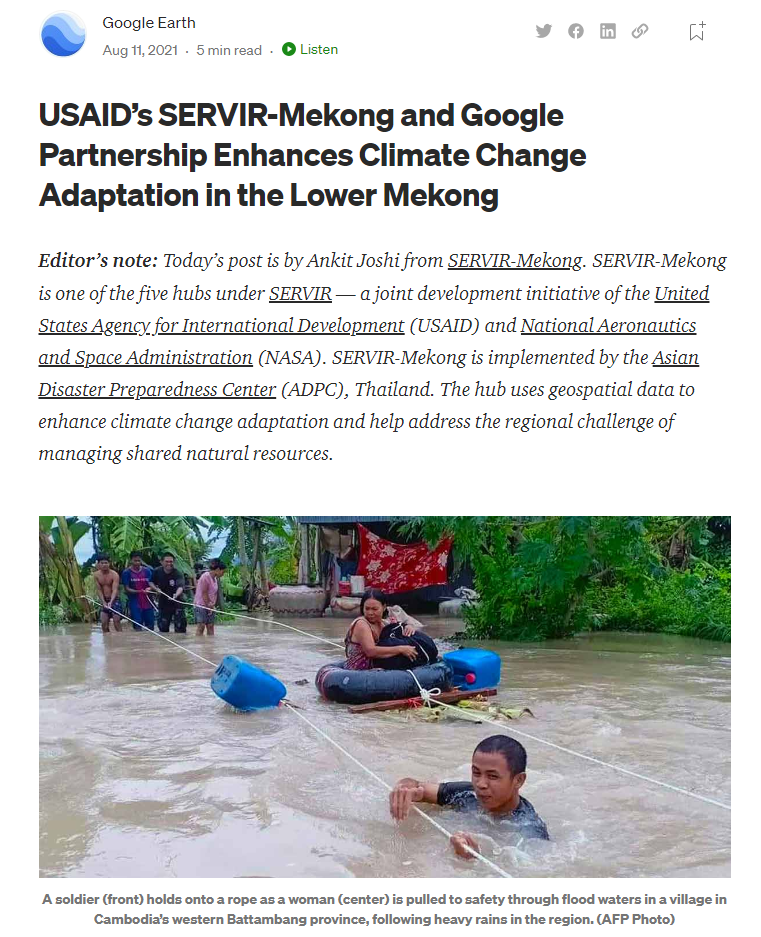 Google Earth
Aug 11, 2021 · 5 min read · Listen
USAID’s SERVIR-Mekong and Google
Partnership Enhances Climate Change
Adaptation in the Lower Mekong
Editor’s note: Today’s post is by Ankit Joshi from SERVIR-Mekong. SERVIR-Mekong
is one of the five hubs under SERVIR — a joint development initiative of the United
States Agency for International Development (USAID) and National Aeronautics
and Space Administration (NASA). SERVIR-Mekong is implemented by the Asian
Disaster Preparedness Center (ADPC), Thailand. The hub uses geospatial data to
enhance climate change adaptation and help address the regional challenge of
managing shared natural resources.
A soldier (front) holds onto a rope as a woman (center) is pulled to safety through flood waters in a village in
Cambodia’s western Battambang province, following heavy rains in the region. (AFP Photo)